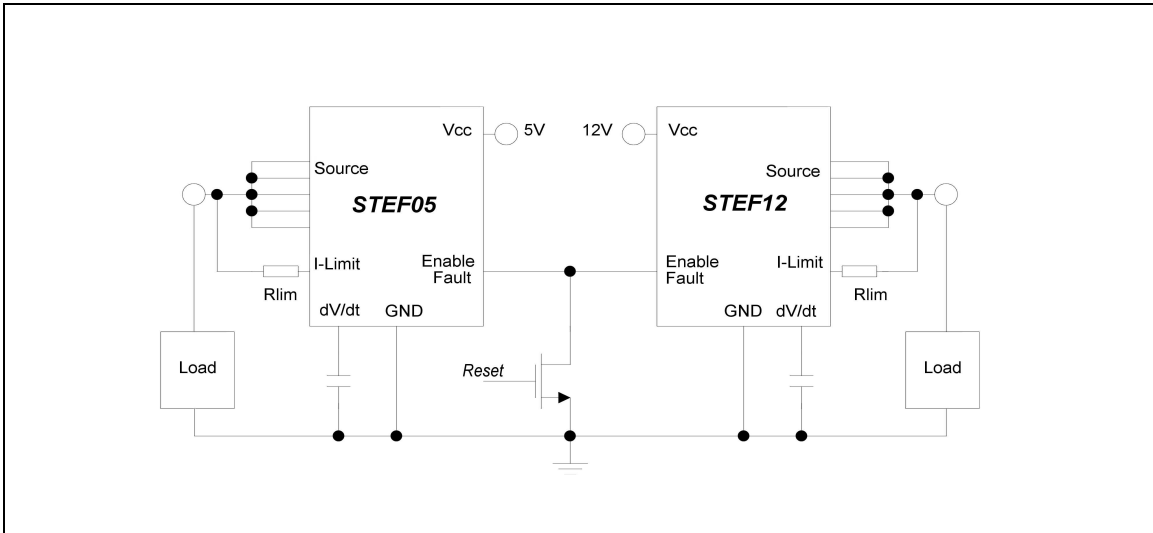 Vcc
5V
12V
Vcc
Source
STEF05
Source
STEF12
I-Limit
Enable
Fault
Enable
Fault
I-Limit
Rlim
Rlim
dV/dt
GND
GND
dV/dt
Load
Reset
Load